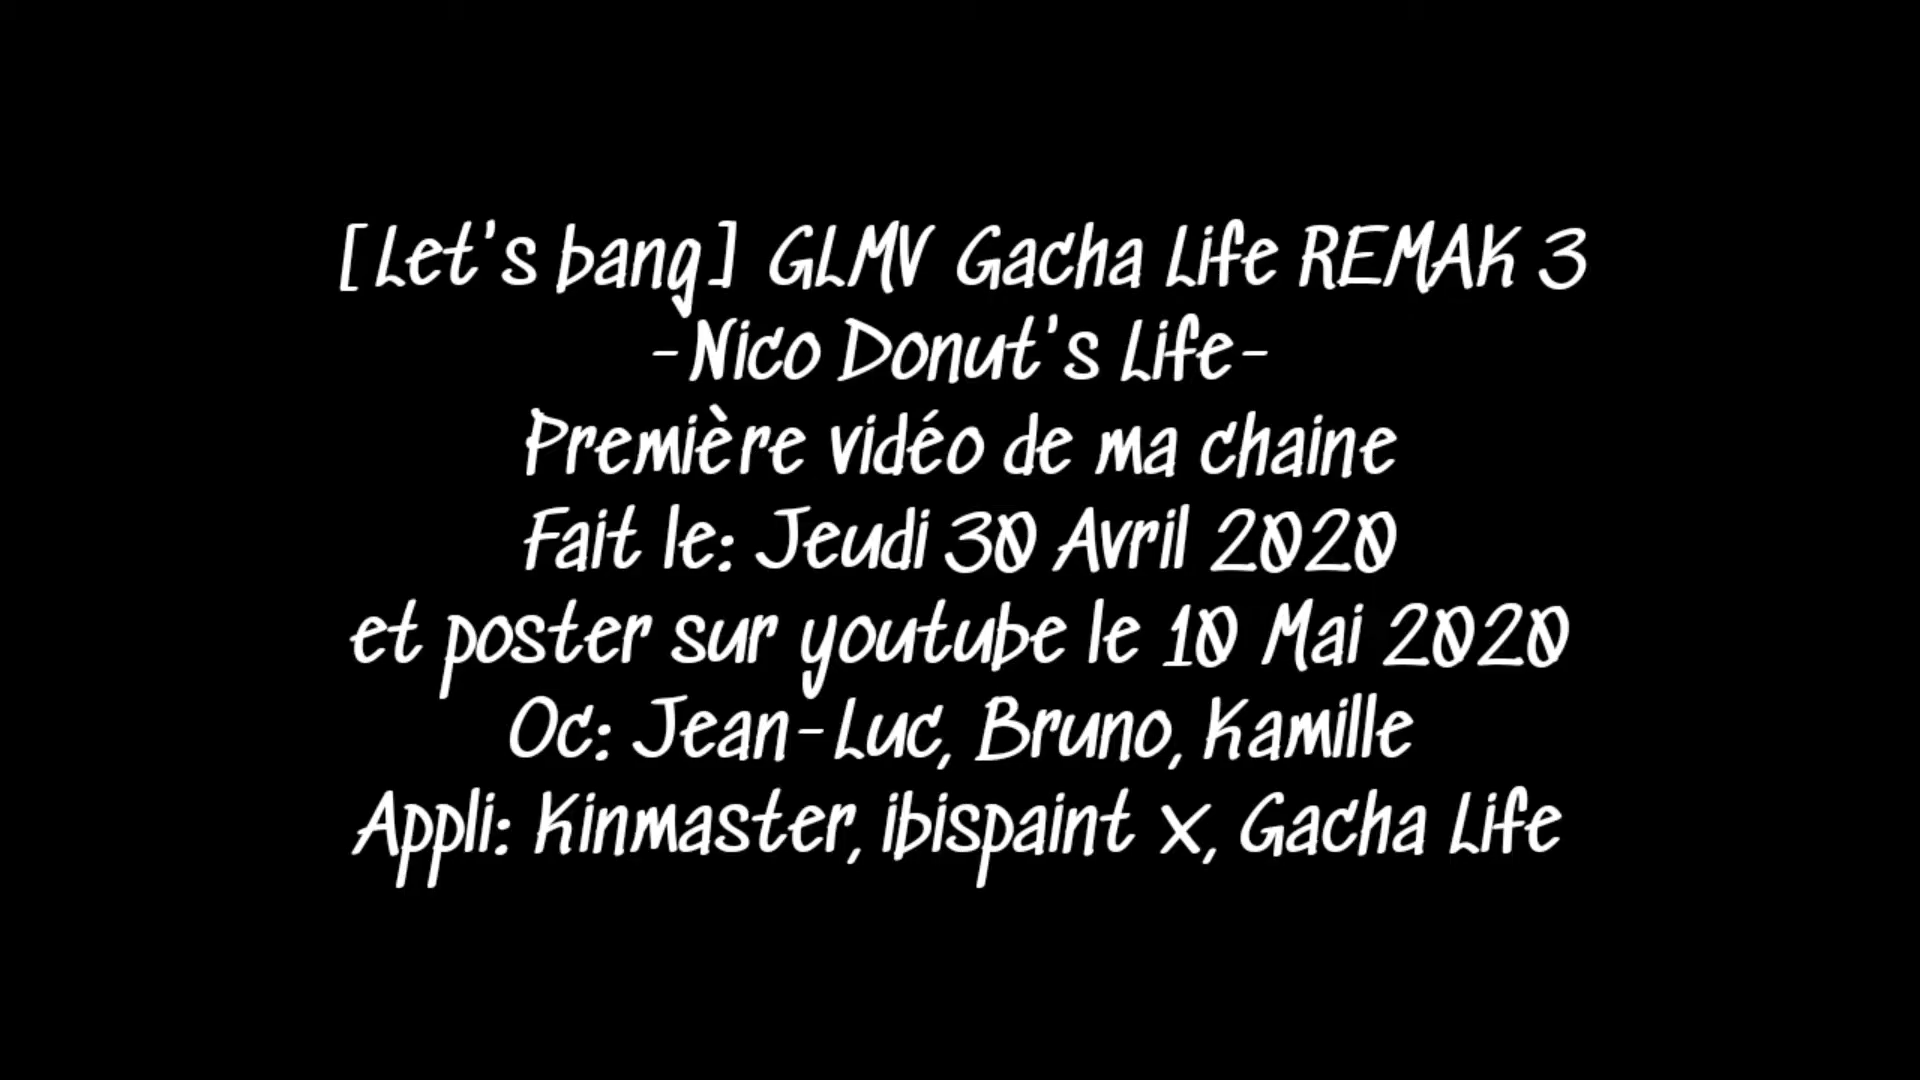 [Let's bang] GLMV Gacha Life REMAK 3
-Nico Donut's Life-
Première vidéo de ma chaine
Fait le: Jeudi 30 Avril 2020
et poster sur youtube le 10 Mai 2020
Oc: Jean-Luc, Bruno, Kamille
Appli: Kinmaster, ibispaint x, Gacha Life